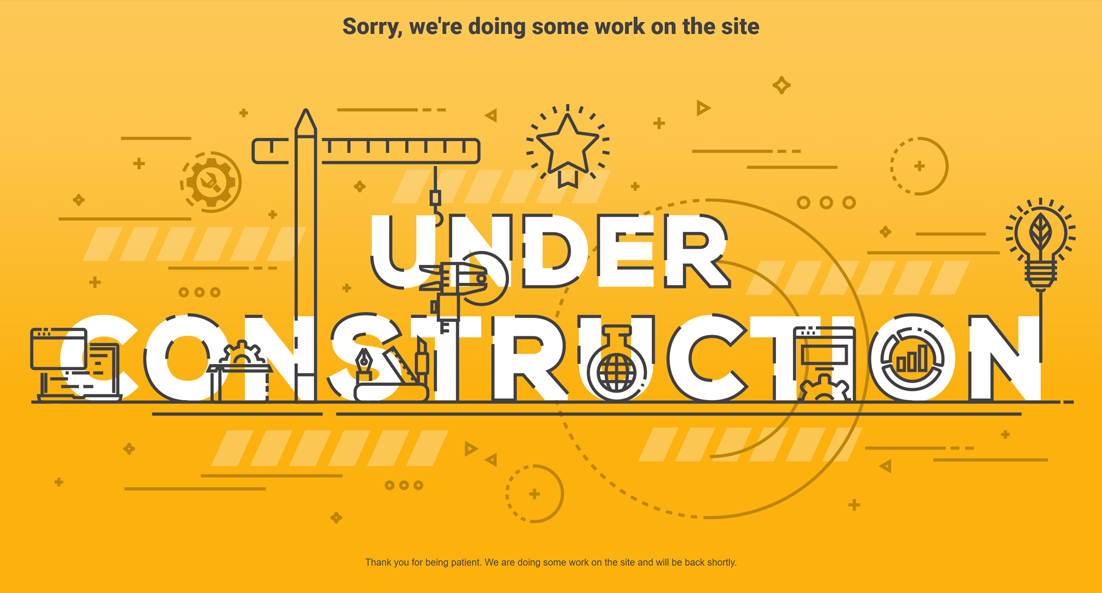 Sorry, we're doing some work on the site
UNDER
CONSTRUCTION
Thank you for being patient. We are doing some work on the site and will be back shortly.